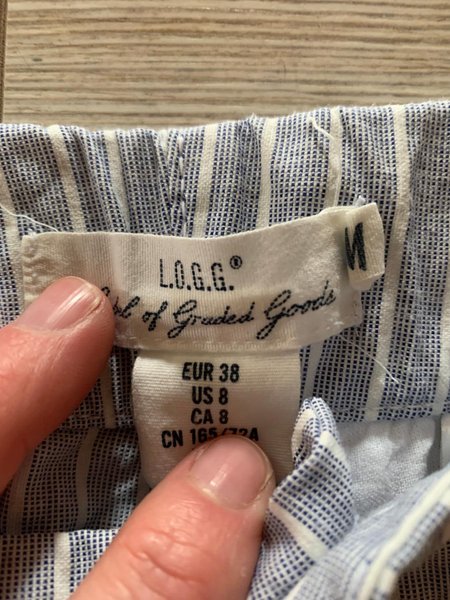 L.O.G.G.®
of Graded Goods
M
EUR 38
US 8
CA 8
CN 165/72A